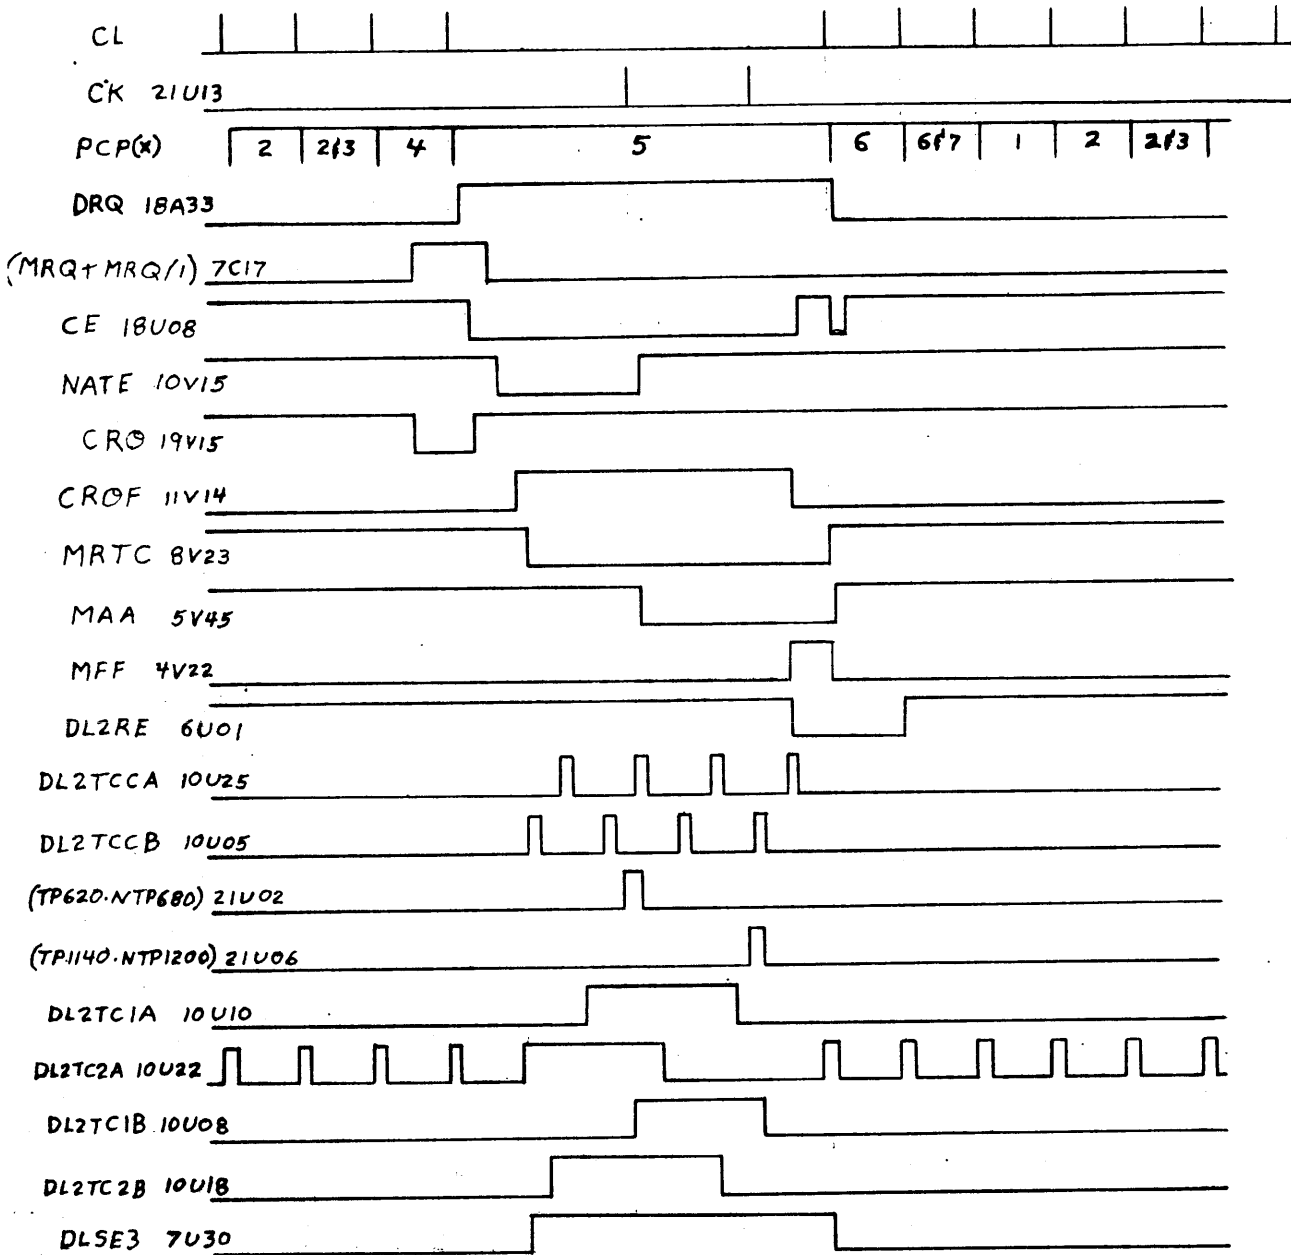 CL
CK 21U13
PCP(X) 2 2&3 4 5 6 6&7 1 2 2&3
DRQ 18A33
(MRQ+MRQ/1) 7C17
CE 18U08
NATE 10V15
CRO 19V15
CROF 11V14
MRTC 8V23
MAA 5V45
MFF 4V22
DL2RE 6U01
DL2TCCA 10U25
DL2TCCB 10U05
(TP620·NTP680) 21U02
(TP1140·NTP1200) 21U06
DL2TC1A 10U10
DL2TC2A 10U22
DL2TC1B 10U08
DL2TC2B 10U18
DLSE3 7U30